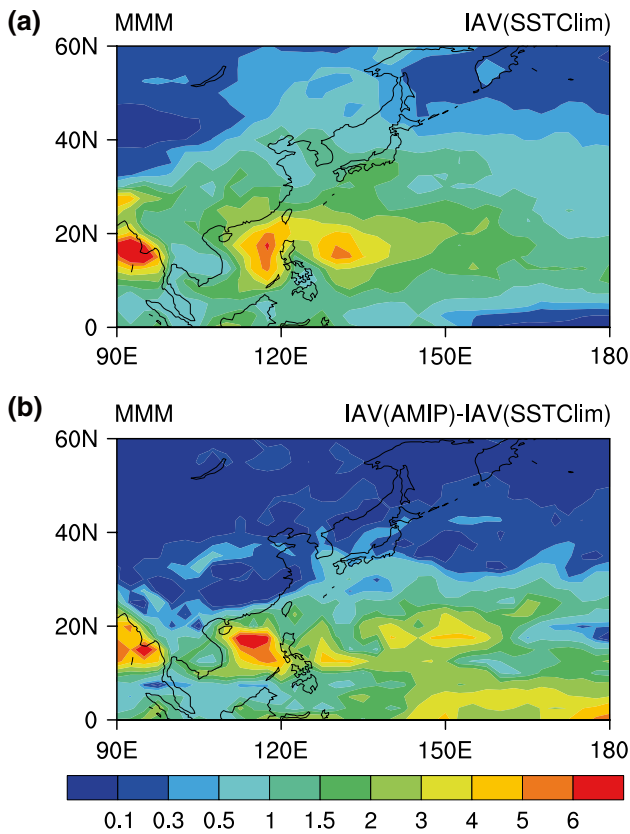 (a) MMM IAV(SSTClim)
60N
40N
20N
0
90E 120E 150E 180
(b) MMM IAV(AMIP)-IAV(SSTClim)
60N
40N
20N
0
90E 120E 150E 180
0.1 0.3 0.5 1 1.5 2 3 4 5 6